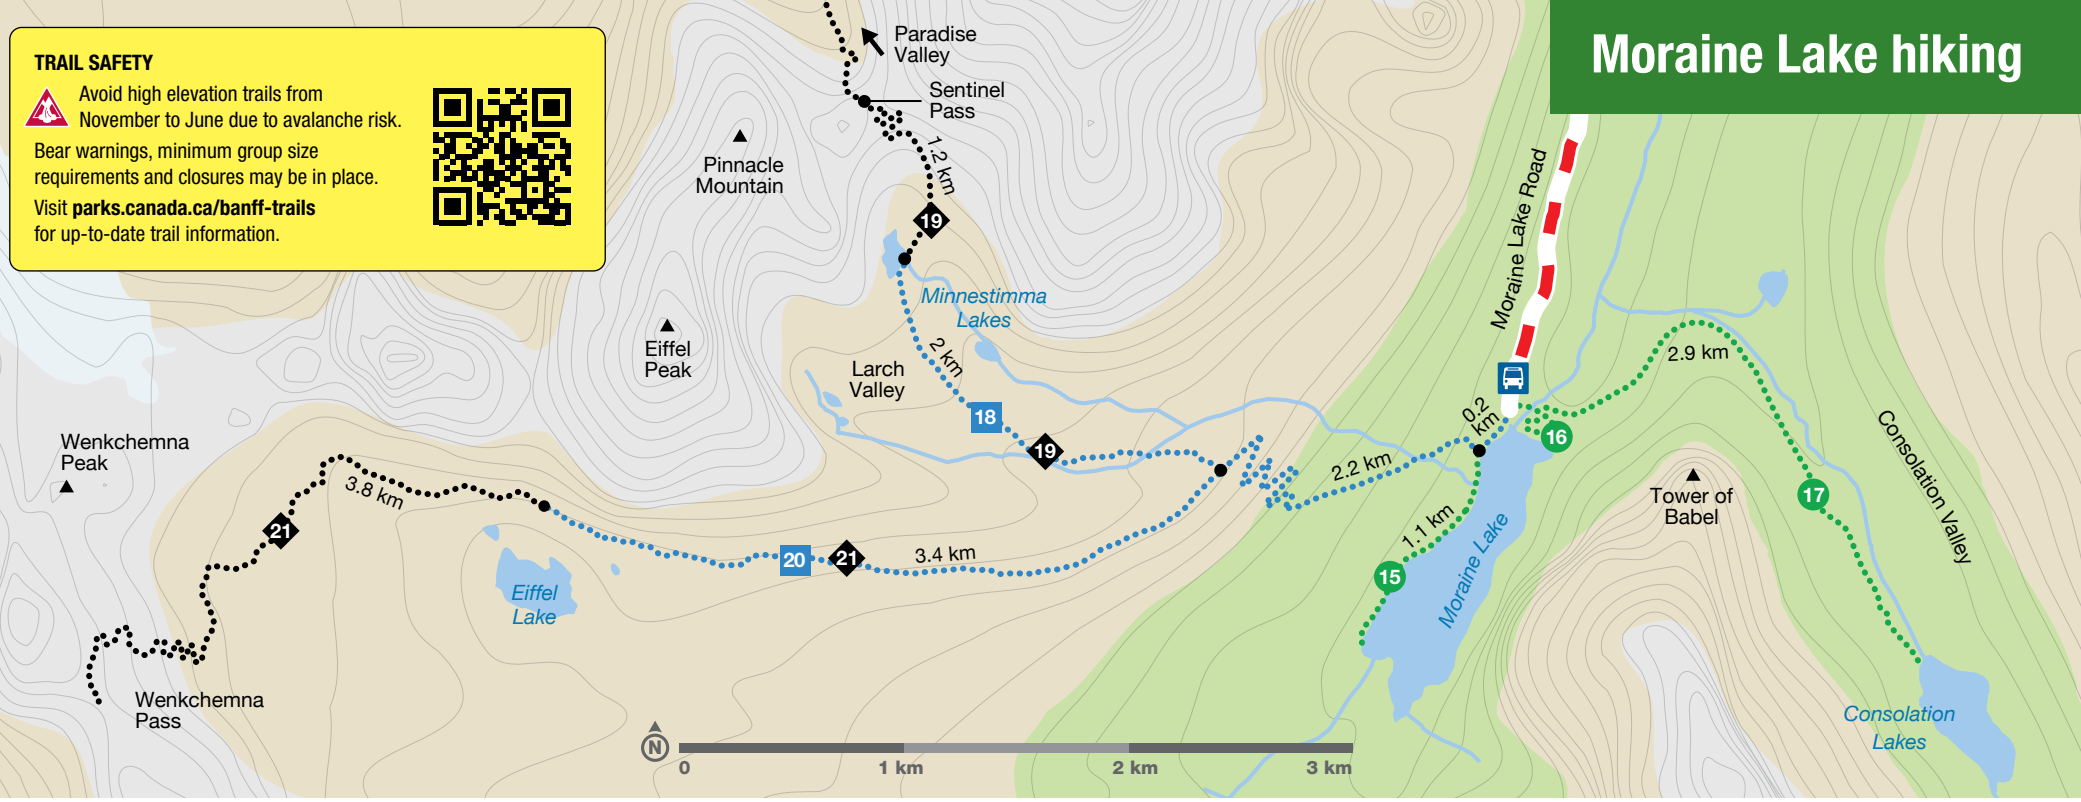 Moraine Lake hiking
TRAIL SAFETY
Avoid high elevation trails from
November to June due to avalanche risk.
Bear warnings, minimum group size
requirements and closures may be in place.
Visit parks.canada.ca/banff-trails
for up-to-date trail information.
Paradise
Valley
Sentinel
Pass
Pinnacle
Mountain
1.2 km
19
Minnestimma
Lakes
Eiffel
Peak
Larch
Valley
2 km
18
19
Moraine Lake Road
0.2
km
2.9 km
16
2.2 km
Wenkchemna
Peak
3.8 km
21
20
21
3.4 km
Eiffel
Lake
1.1 km
15
Moraine Lake
Tower of
Babel
17
Consolation Valley
Wenkchemna
Pass
Consolation
Lakes
N
0
1 km
2 km
3 km